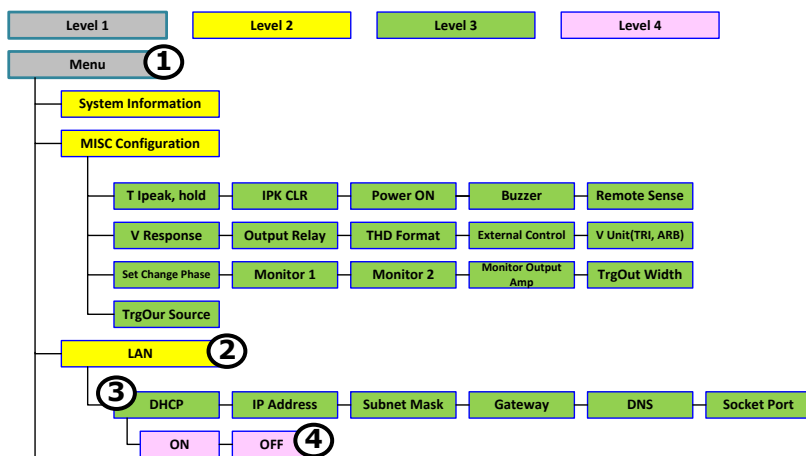 Level 1
Level 2
Level 3
Level 4
Menu
1
System Information
MISC Configuration
T Ipeak, hold
IPK CLR
Power ON
Buzzer
Remote Sense
V Response
Output Relay
THD Format
External Control
V Unit(TRI, ARB)
Set Change Phase
Monitor 1
Monitor 2
Monitor Output
Amp
TrgOut Width
TrgOur Source
LAN
2
3
DHCP
IP Address
Subnet Mask
Gateway
DNS
Socket Port
ON
OFF
4